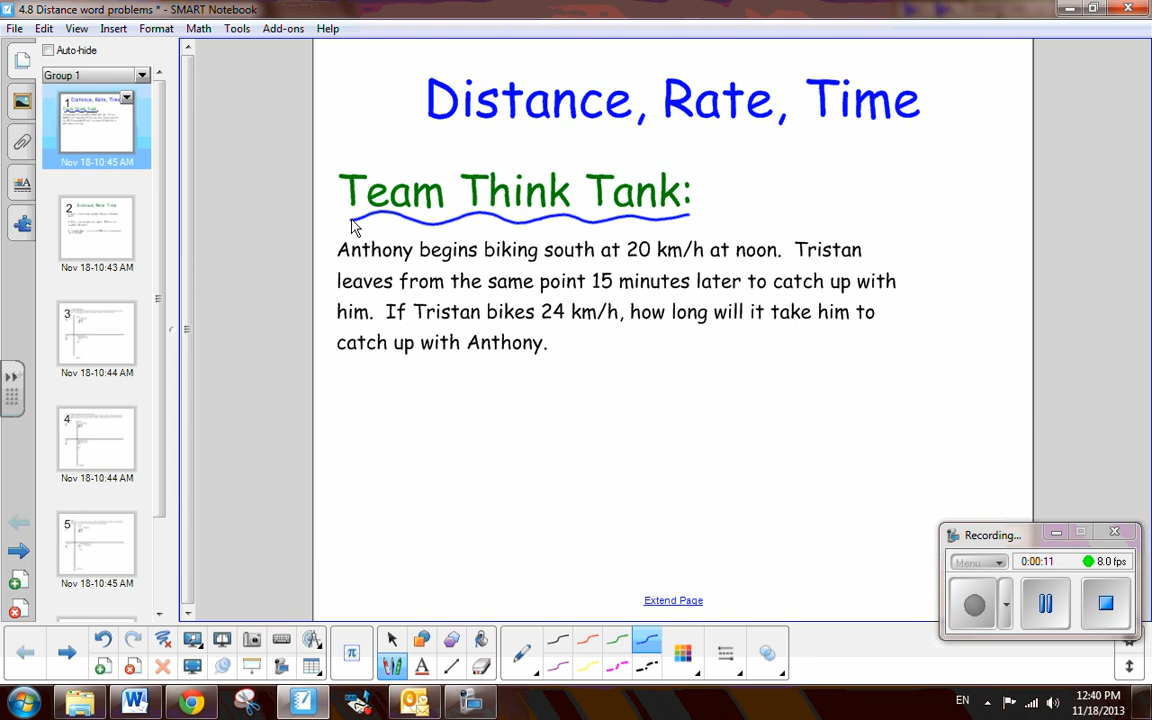 4.8 Distance word problems * - SMART Notebook
File Edit View Insert Format Math Tools Add-ons Help
Auto-hide
Group 1
1
Nov 18-10:45 AM
2
Nov 18-10:43 AM
3
Nov 18-10:44 AM
4
Nov 18-10:44 AM
5
Nov 18-10:45 AM
Distance, Rate, Time
Team Think Tank:
Anthony begins biking south at 20 km/h at noon. Tristan
leaves from the same point 15 minutes later to catch up with
him. If Tristan bikes 24 km/h, how long will it take him to
catch up with Anthony.
Extend Page
Recording...
Menu 0:00:11 8.0 fps
EN 12:40 PM
11/18/2013